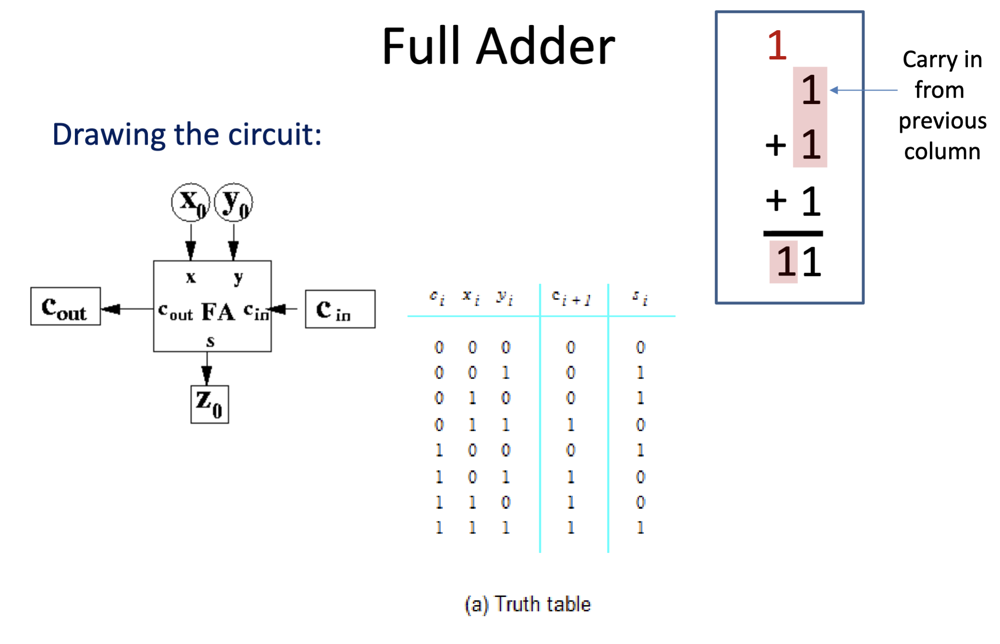 Full Adder
Drawing the circuit:
x0 y0
x y
cout cout FA cin c in
s
z0
ci xi yi ci+1 si
0 0 0 0 0
0 0 1 0 1
0 1 0 0 1
0 1 1 1 0
1 0 0 0 1
1 0 1 1 0
1 1 0 1 0
1 1 1 1 1
(a) Truth table
1
1
+ 1
+ 1
11
Carry in
from
previous
column